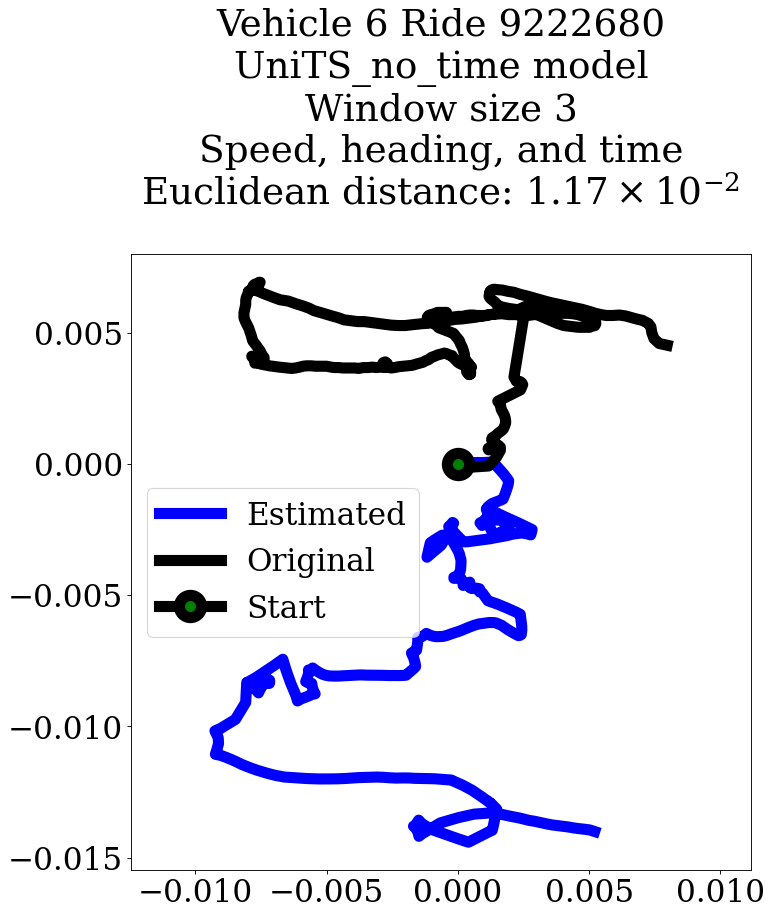 Vehicle 6 Ride 9222680
UniTS_no_time model
Window size 3
Speed, heading, and time
Euclidean distance: 1.17 × 10⁻²
0.005
0.000
−0.005
−0.010
−0.015
Estimated
Original
Start
−0.010 −0.005 0.000 0.005 0.010